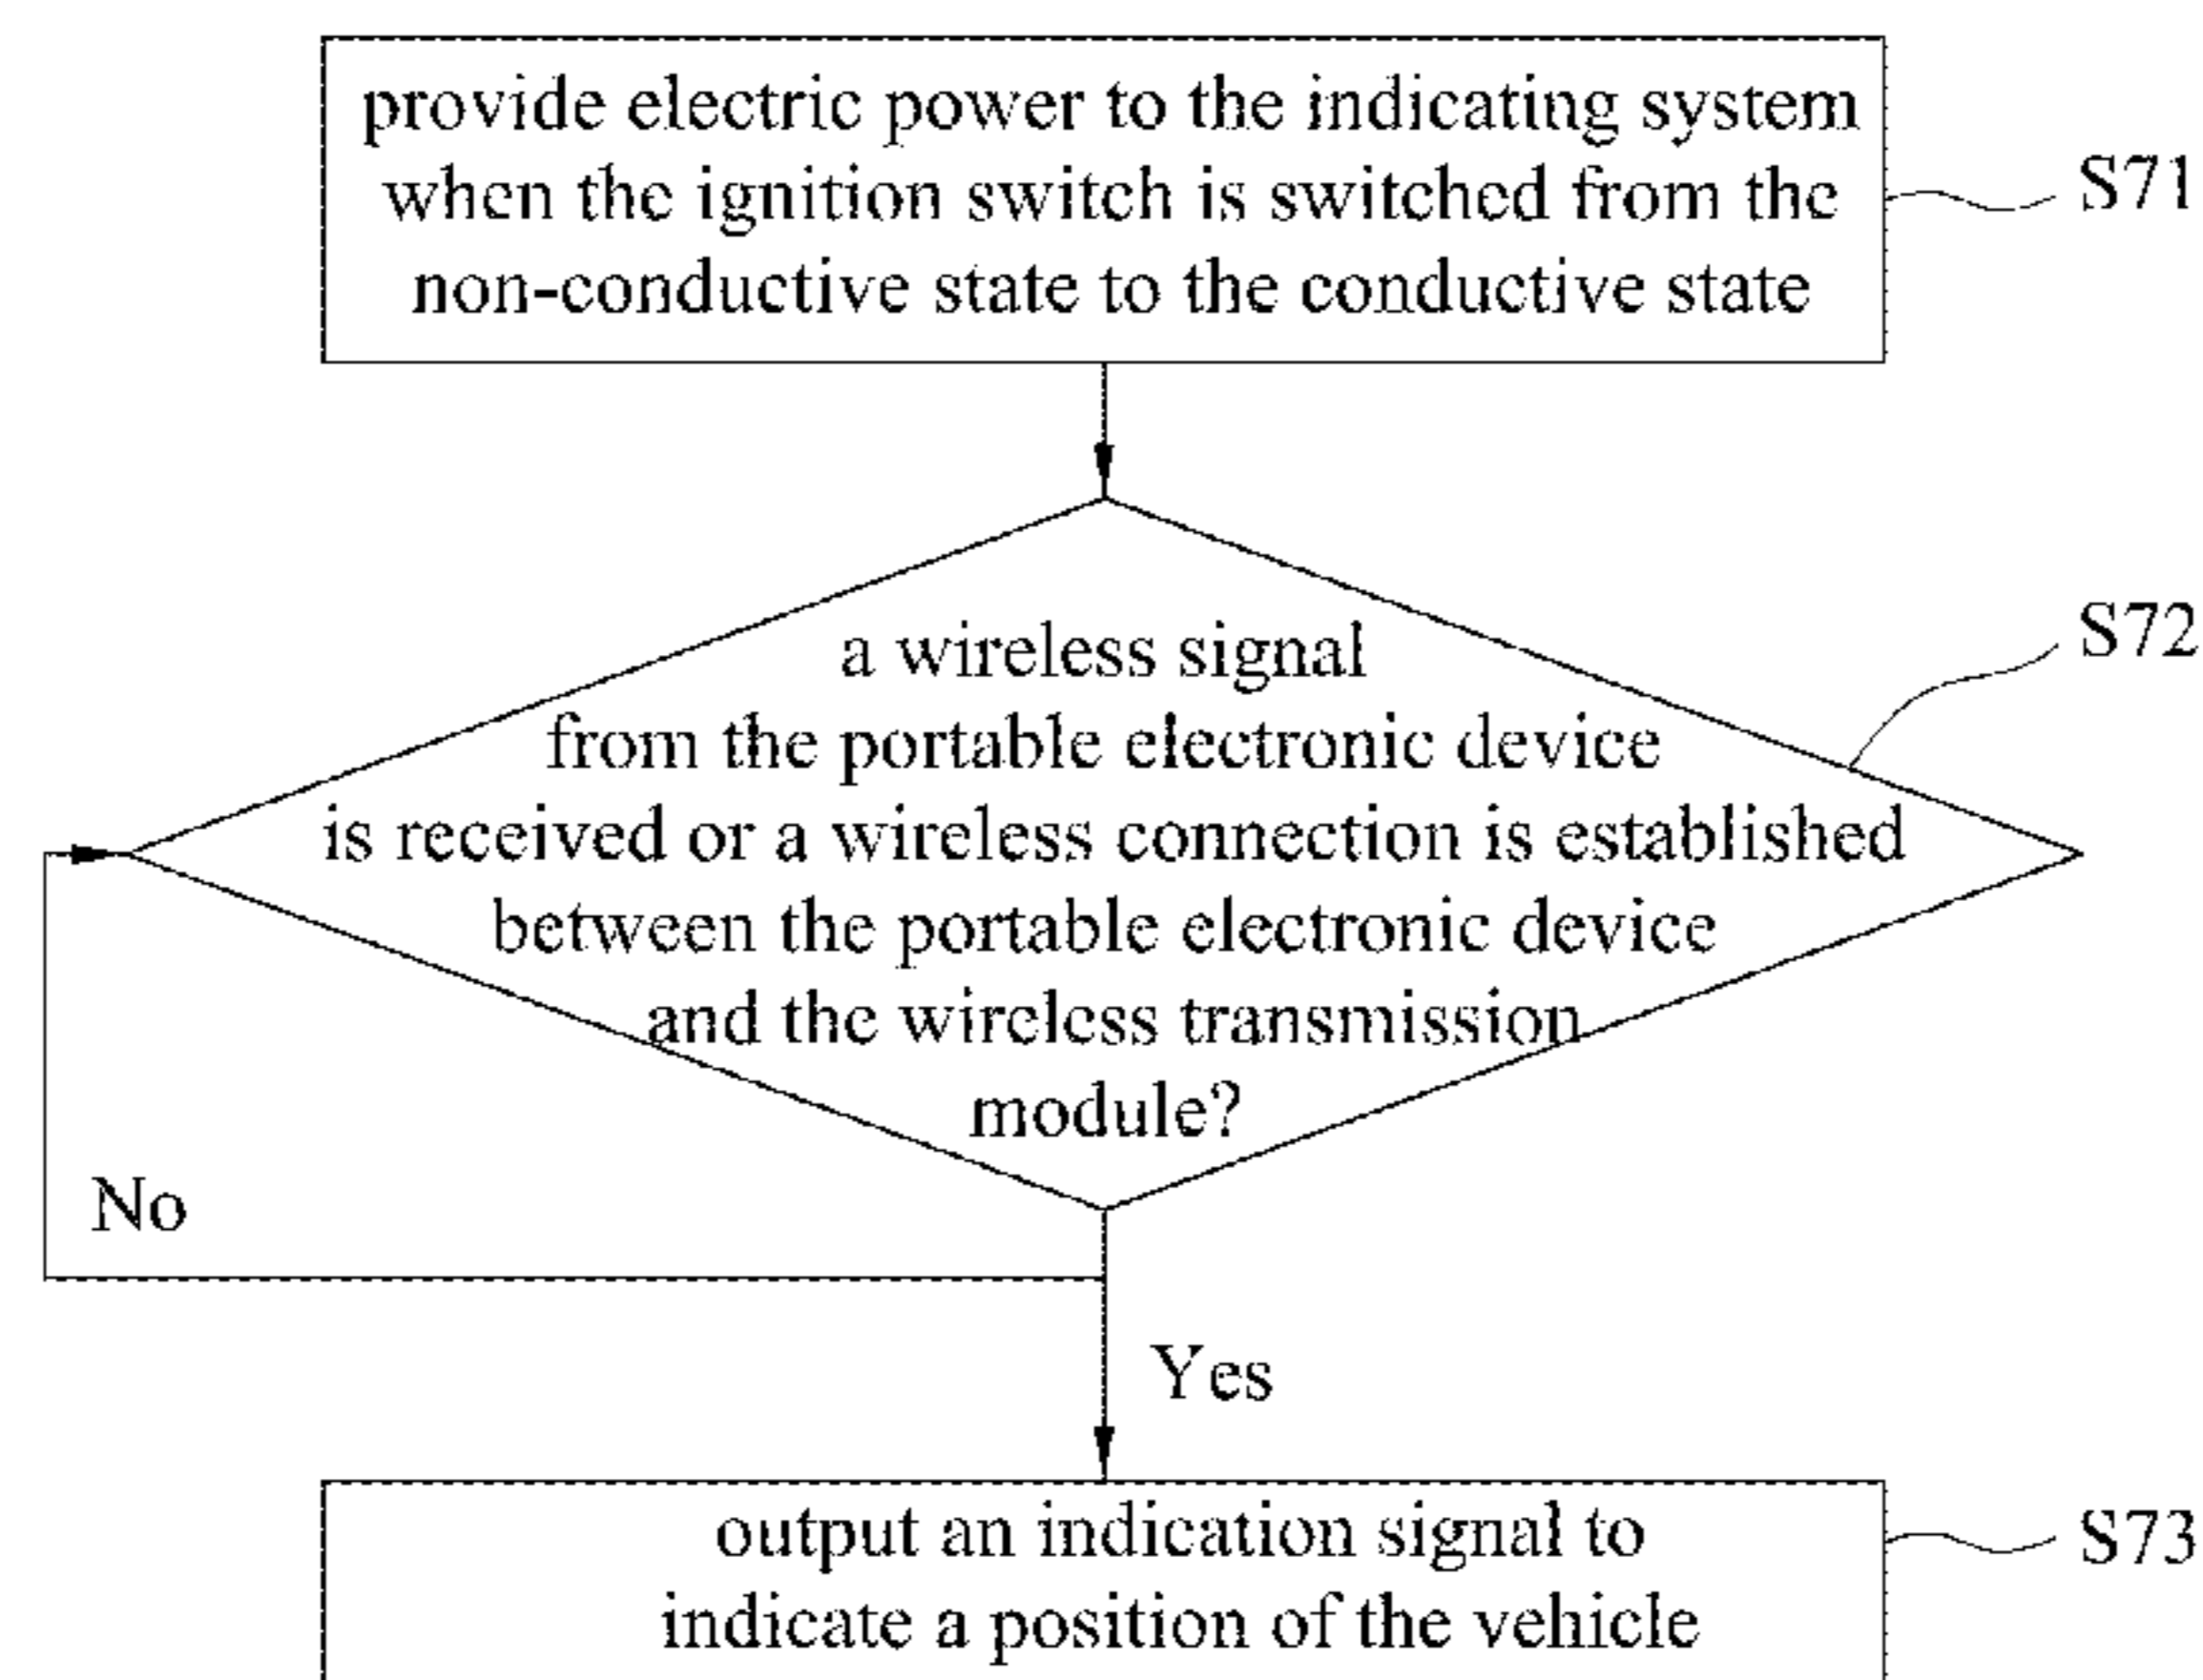 provide electric power to the indicating system
when the ignition switch is switched from the
non-conductive state to the conductive state
S71
a wireless signal
from the portable electronic device
is received or a wireless connection is established
between the portable electronic device
and the wireless transmission
module?
S72
No
Yes
output an indication signal to
indicate a position of the vehicle
S73